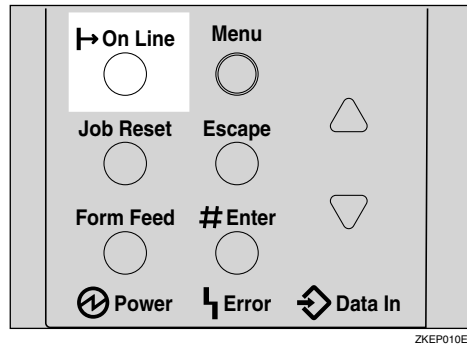 On Line
Menu
Job Reset
Escape
Form Feed
# Enter
Power
Error
Data In
ZKEP010E